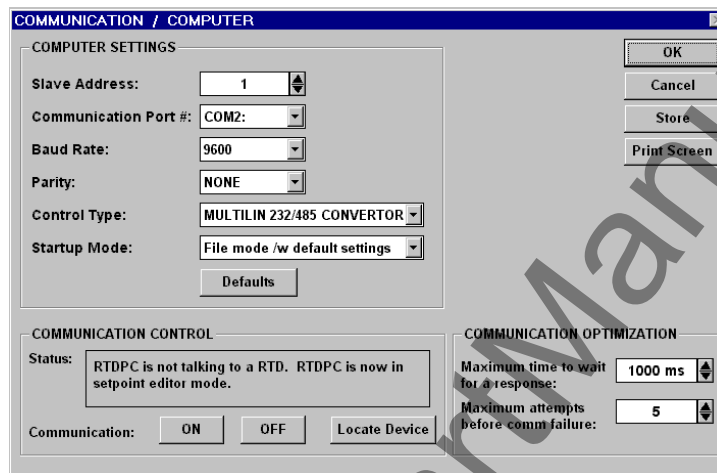 COMMUNICATION / COMPUTER
COMPUTER SETTINGS
Slave Address: 1
Communication Port #: COM2:
Baud Rate: 9600
Parity: NONE
Control Type: MULTILIN 232/485 CONVERTOR
Startup Mode: File mode /w default settings
Defaults
OK
Cancel
Store
Print Screen
COMMUNICATION CONTROL
Status: RTDPC is not talking to a RTD. RTDPC is now in
setpoint editor mode.
Communication: ON OFF Locate Device
COMMUNICATION OPTIMIZATION
Maximum time to wait
for a response: 1000 ms
Maximum attempts
before comm failure: 5